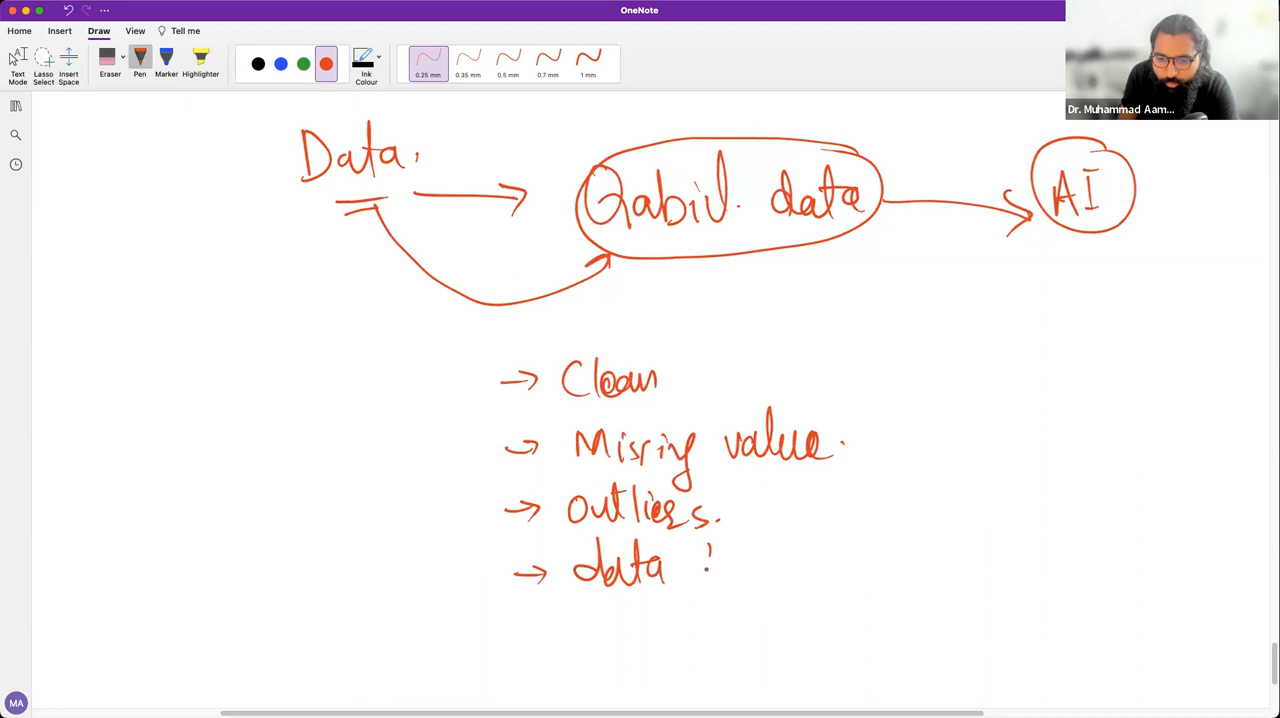 OneNote
Home Insert Draw View Tell me
Text Mode Lasso Select Insert Space Eraser Pen Marker Highlighter Ink Colour 0.25 mm 0.35 mm 0.5 mm 0.7 mm 1 mm
Dr. Muhammad Aam...
Data.
Qabil. data
AI
→ Clean
→ Missing value.
→ Outliers.
→ data
MA